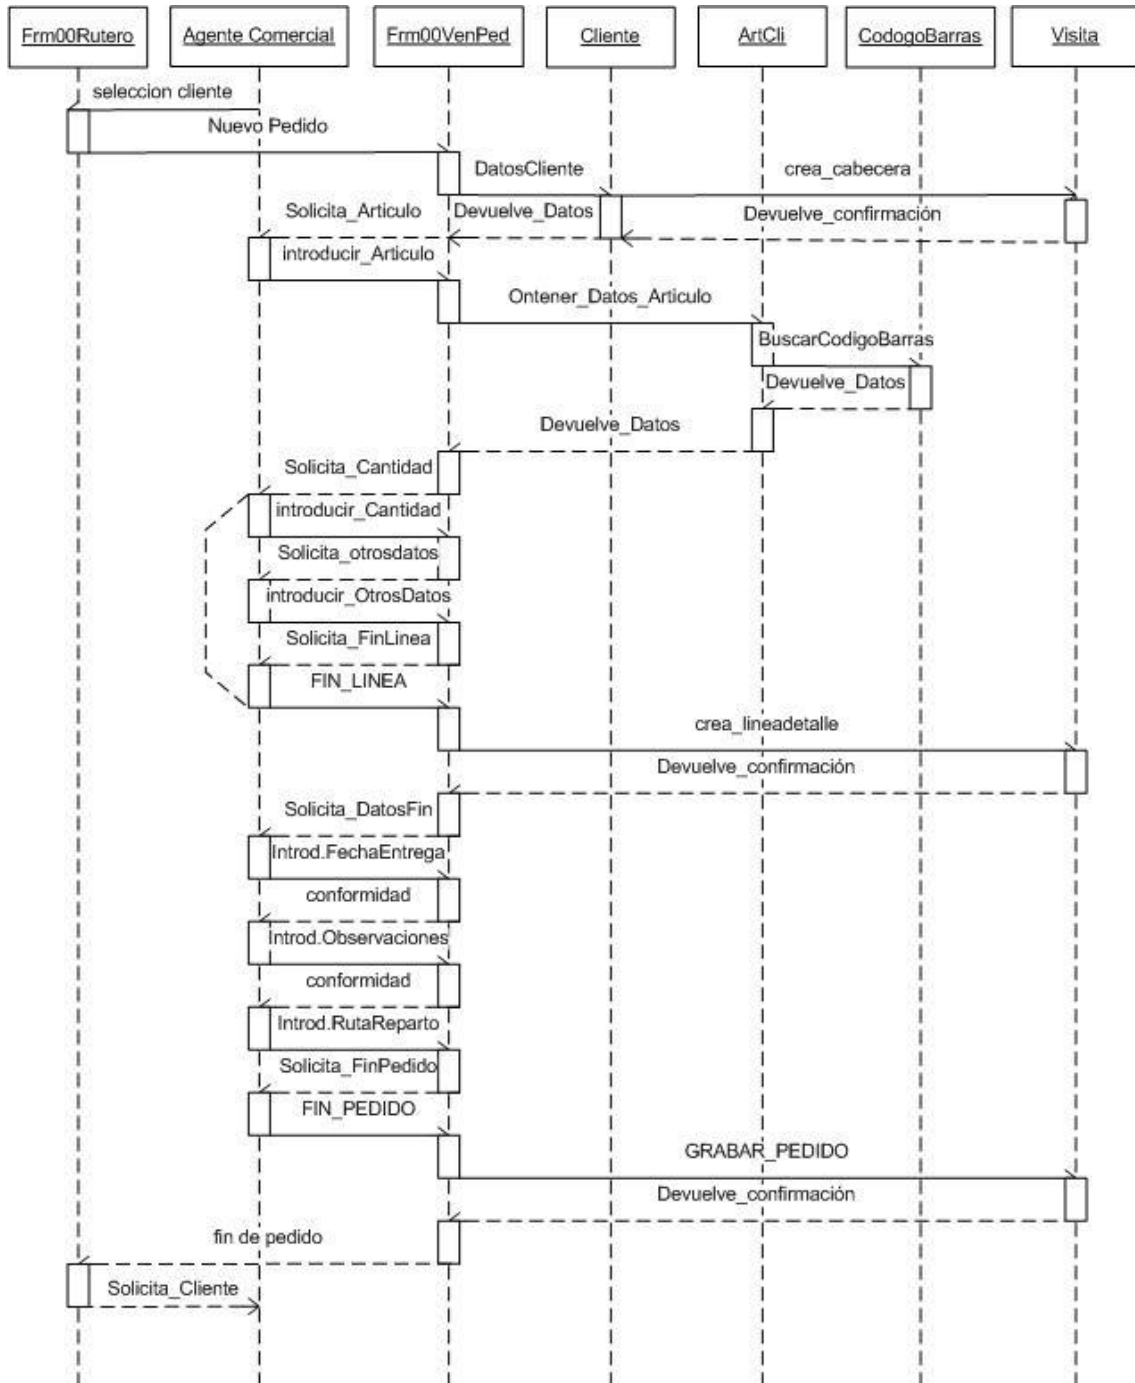 Frm00Rutero
Agente Comercial
Frm00VenPed
Cliente
ArtCli
CodogoBarras
Visita
seleccion cliente
Nuevo Pedido
DatosCliente
crea_cabecera
Solicita_Articulo
Devuelve_Datos
Devuelve_confirmación
introducir_Articulo
Ontener_Datos_Articulo
BuscarCodigoBarras
Devuelve_Datos
Devuelve_Datos
Solicita_Cantidad
introducir_Cantidad
Solicita_otrosdatos
introducir_OtrosDatos
Solicita_FinLinea
FIN_LINEA
crea_lineadetalle
Devuelve_confirmación
Solicita_DatosFin
Introd.FechaEntrega
conformidad
Introd.Observaciones
conformidad
Introd.RutaReparto
Solicita_FinPedido
FIN_PEDIDO
GRABAR_PEDIDO
Devuelve_confirmación
fin de pedido
Solicita_Cliente